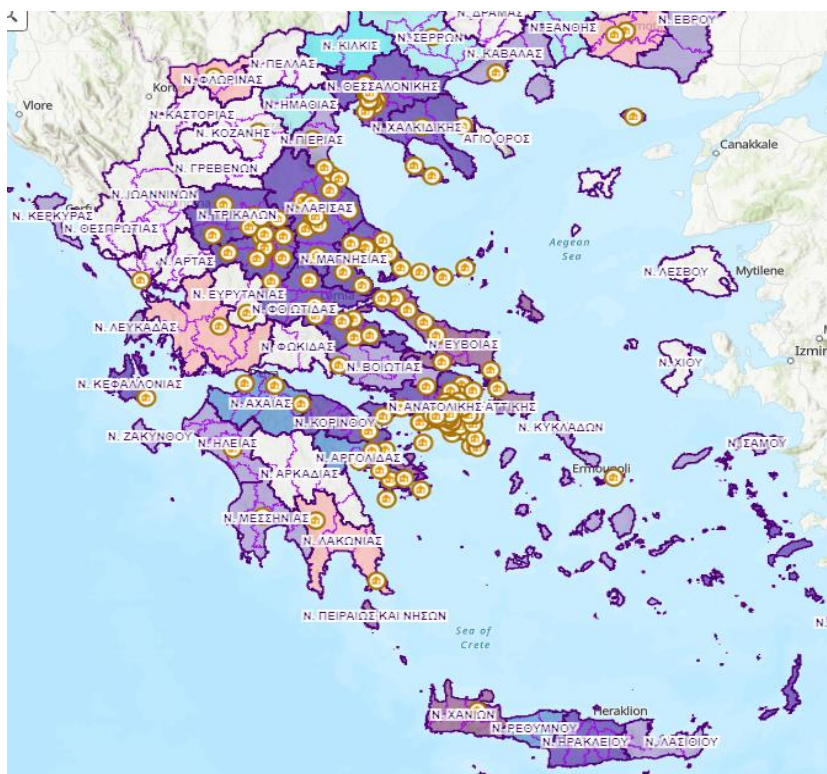 Ν. ΔΡΑΜΑΣ
Ν. ΞΑΝΘΗΣ
Ν. ΕΒΡΟΥ
Ν. ΚΙΛΚΙΣ
Ν. ΣΕΡΡΩΝ
Ν. ΚΑΒΑΛΑΣ
Ν. ΠΕΛΛΑΣ
Ν. ΦΛΩΡΙΝΑΣ
Ν. ΘΕΣΣΑΛΟΝΙΚΗΣ
Vlore
Ν. ΗΜΑΘΙΑΣ
Ν. ΚΑΣΤΟΡΙΑΣ
Ν. ΚΟΖΑΝΗΣ
Ν. ΧΑΛΚΙΔΙΚΗΣ
ΑΓΙΟ ΟΡΟΣ
Ν. ΠΙΕΡΙΑΣ
Canakkale
Ν. ΓΡΕΒΕΝΩΝ
Ν. ΙΩΑΝΝΙΝΩΝ
Ν. ΚΕΡΚΥΡΑΣ
Ν. ΘΕΣΠΡΩΤΙΑΣ
Ν. ΤΡΙΚΑΛΩΝ
Ν. ΛΑΡΙΣΑΣ
Aegean
Sea
Ν. ΑΡΤΑΣ
Ν. ΜΑΓΝΗΣΙΑΣ
Ν. ΛΕΣΒΟΥ
Mytilene
Ν. ΕΥΡΥΤΑΝΙΑΣ
Ν. ΦΘΙΩΤΙΔΑΣ
Ν. ΛΕΥΚΑΔΑΣ
Ν. ΦΩΚΙΔΑΣ
Ν. ΕΥΒΟΙΑΣ
Izmir
Ν. ΒΟΙΩΤΙΑΣ
Ν. ΧΙΟΥ
Ν. ΚΕΦΑΛΛΟΝΙΑΣ
Ν. ΑΧΑΪΑΣ
Ν. ΑΝΑΤΟΛΙΚΗΣ ΑΤΤΙΚΗΣ
Ν. ΚΟΡΙΝΘΟΥ
Ν. ΚΥΚΛΑΔΩΝ
Ν. ΖΑΚΥΝΘΟΥ
Ν. ΗΛΕΙΑΣ
Ν. ΣΑΜΟΥ
Ν. ΑΡΓΟΛΙΔΑΣ
Ν. ΑΡΚΑΔΙΑΣ
Ermoupoli
Ν. ΜΕΣΣΗΝΙΑΣ
Ν. ΛΑΚΩΝΙΑΣ
Ν. ΠΕΙΡΑΙΩΣ ΚΑΙ ΝΗΣΩΝ
Sea of
Crete
Heraklion
Ν. ΧΑΝΙΩΝ
Ν. ΡΕΘΥΜΝΟΥ
Ν. ΗΡΑΚΛΕΙΟΥ
Ν. ΛΑΣΙΘΙΟΥ